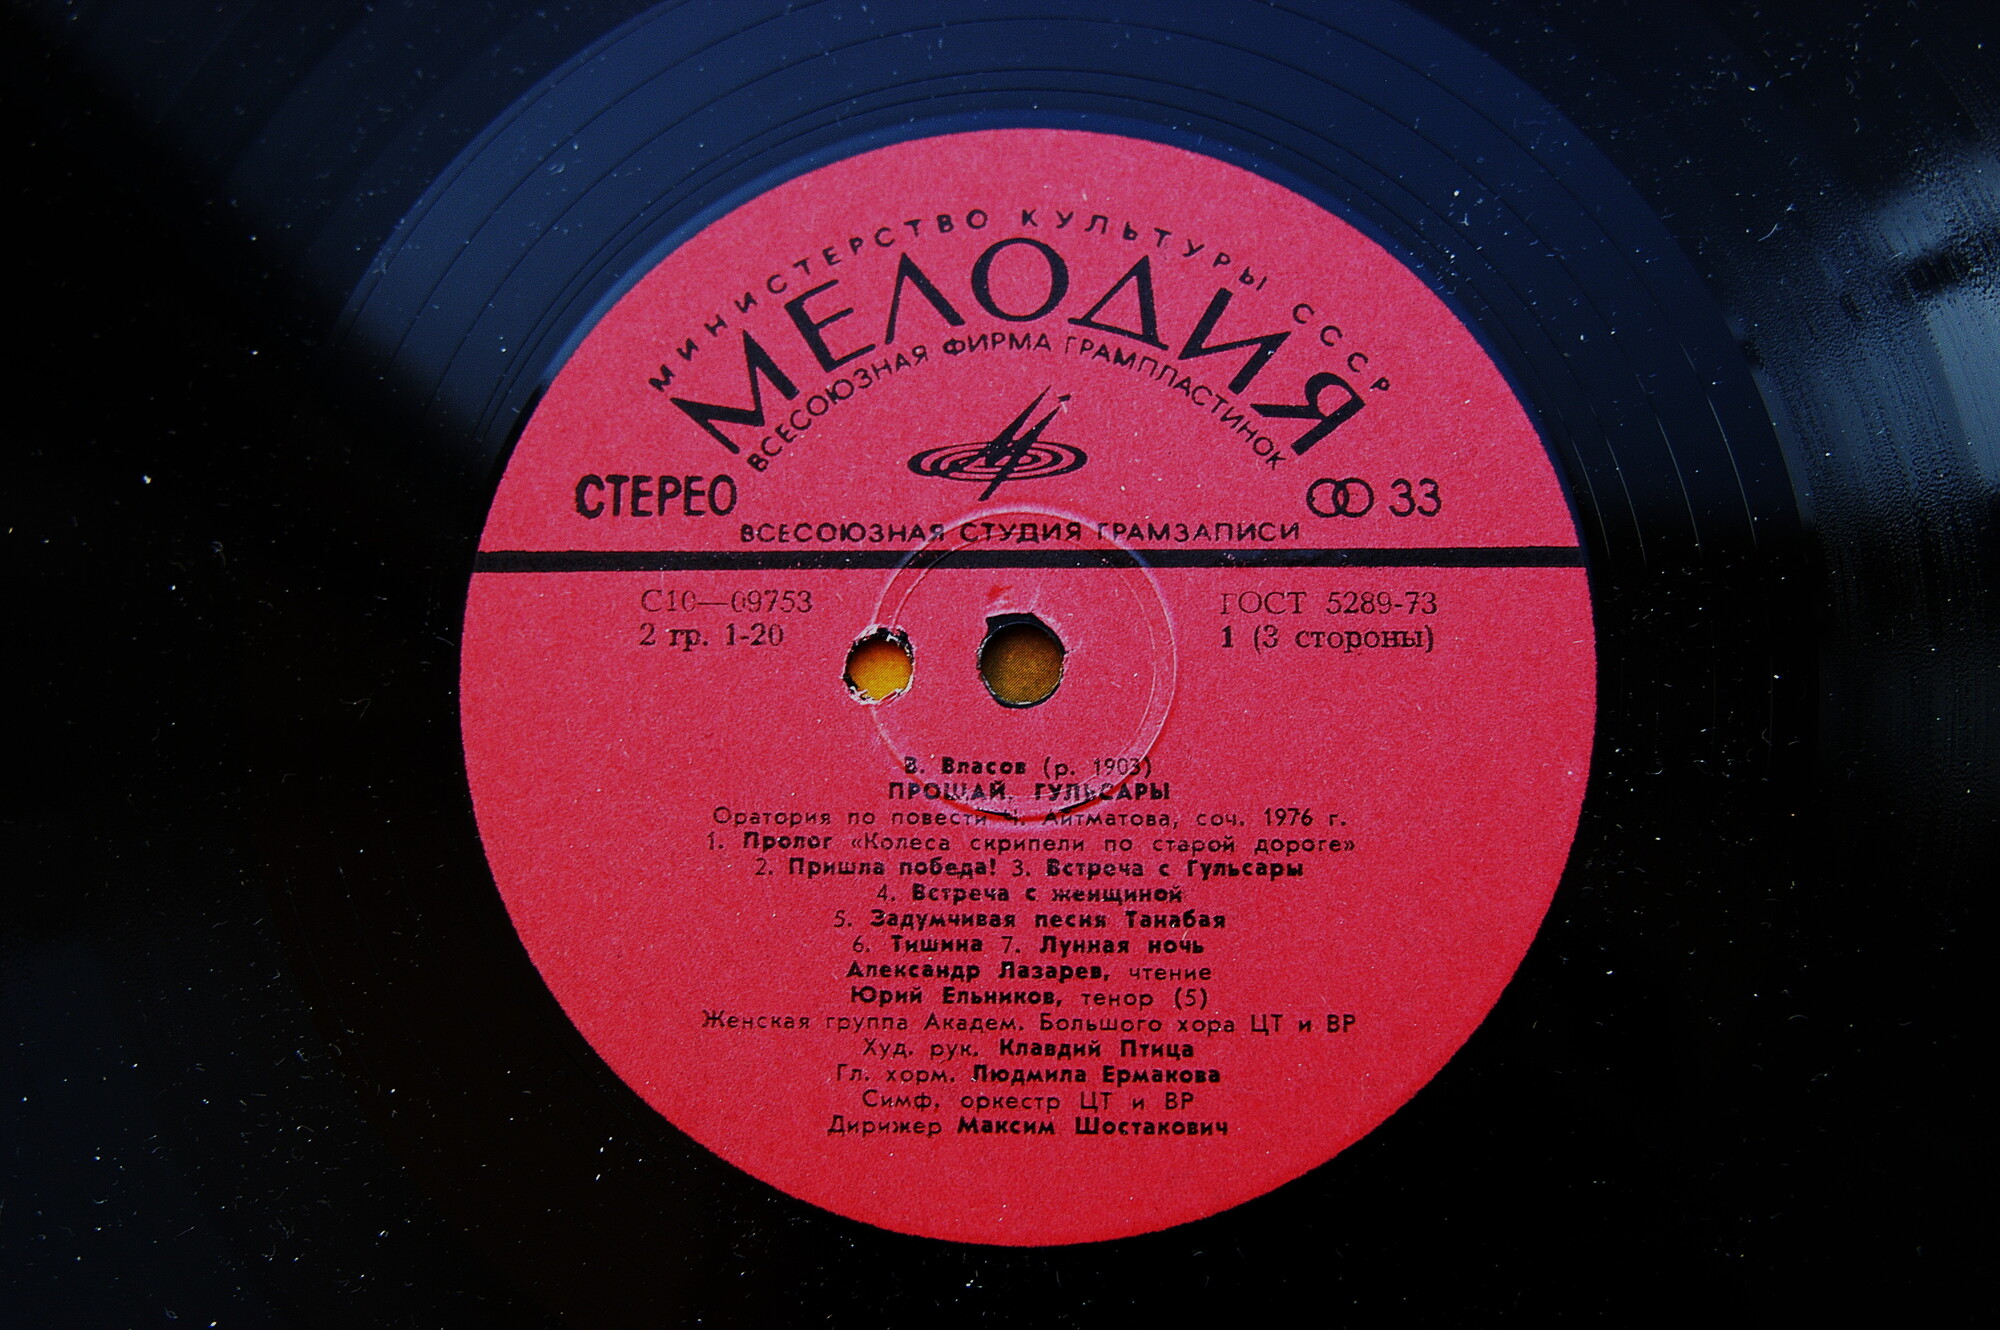 МИНИСТЕРСТВО КУЛЬТУРЫ СССР
МЕЛОДИЯ
ВСЕСОЮЗНАЯ ФИРМА ГРАМПЛАСТИНОК
СТЕРЕО 33
ВСЕСОЮЗНАЯ СТУДИЯ ГРАМЗАПИСИ
С10—09753 ГОСТ 5289-73
2 гр. 1-20 1 (3 стороны)
В. Власов (р. 1903)
ПРОЩАЙ, ГУЛЬСАРЫ
Оратория по повести Ч. Айтматова, соч. 1976 г.
1. Пролог «Колеса скрипели по старой дороге»
2. Пришла победа! 3. Встреча с Гульсары
4. Встреча с женщиной
5. Задумчивая песня Танабая
6. Тишина 7. Лунная ночь
Александр Лазарев, чтение
Юрий Ельников, тенор (5)
Женская группа Академ. Большого хора ЦТ и ВР
Худ. рук. Клавдий Птица
Гл. хорм. Людмила Ермакова
Симф. оркестр ЦТ и ВР
Дирижер Максим Шостакович